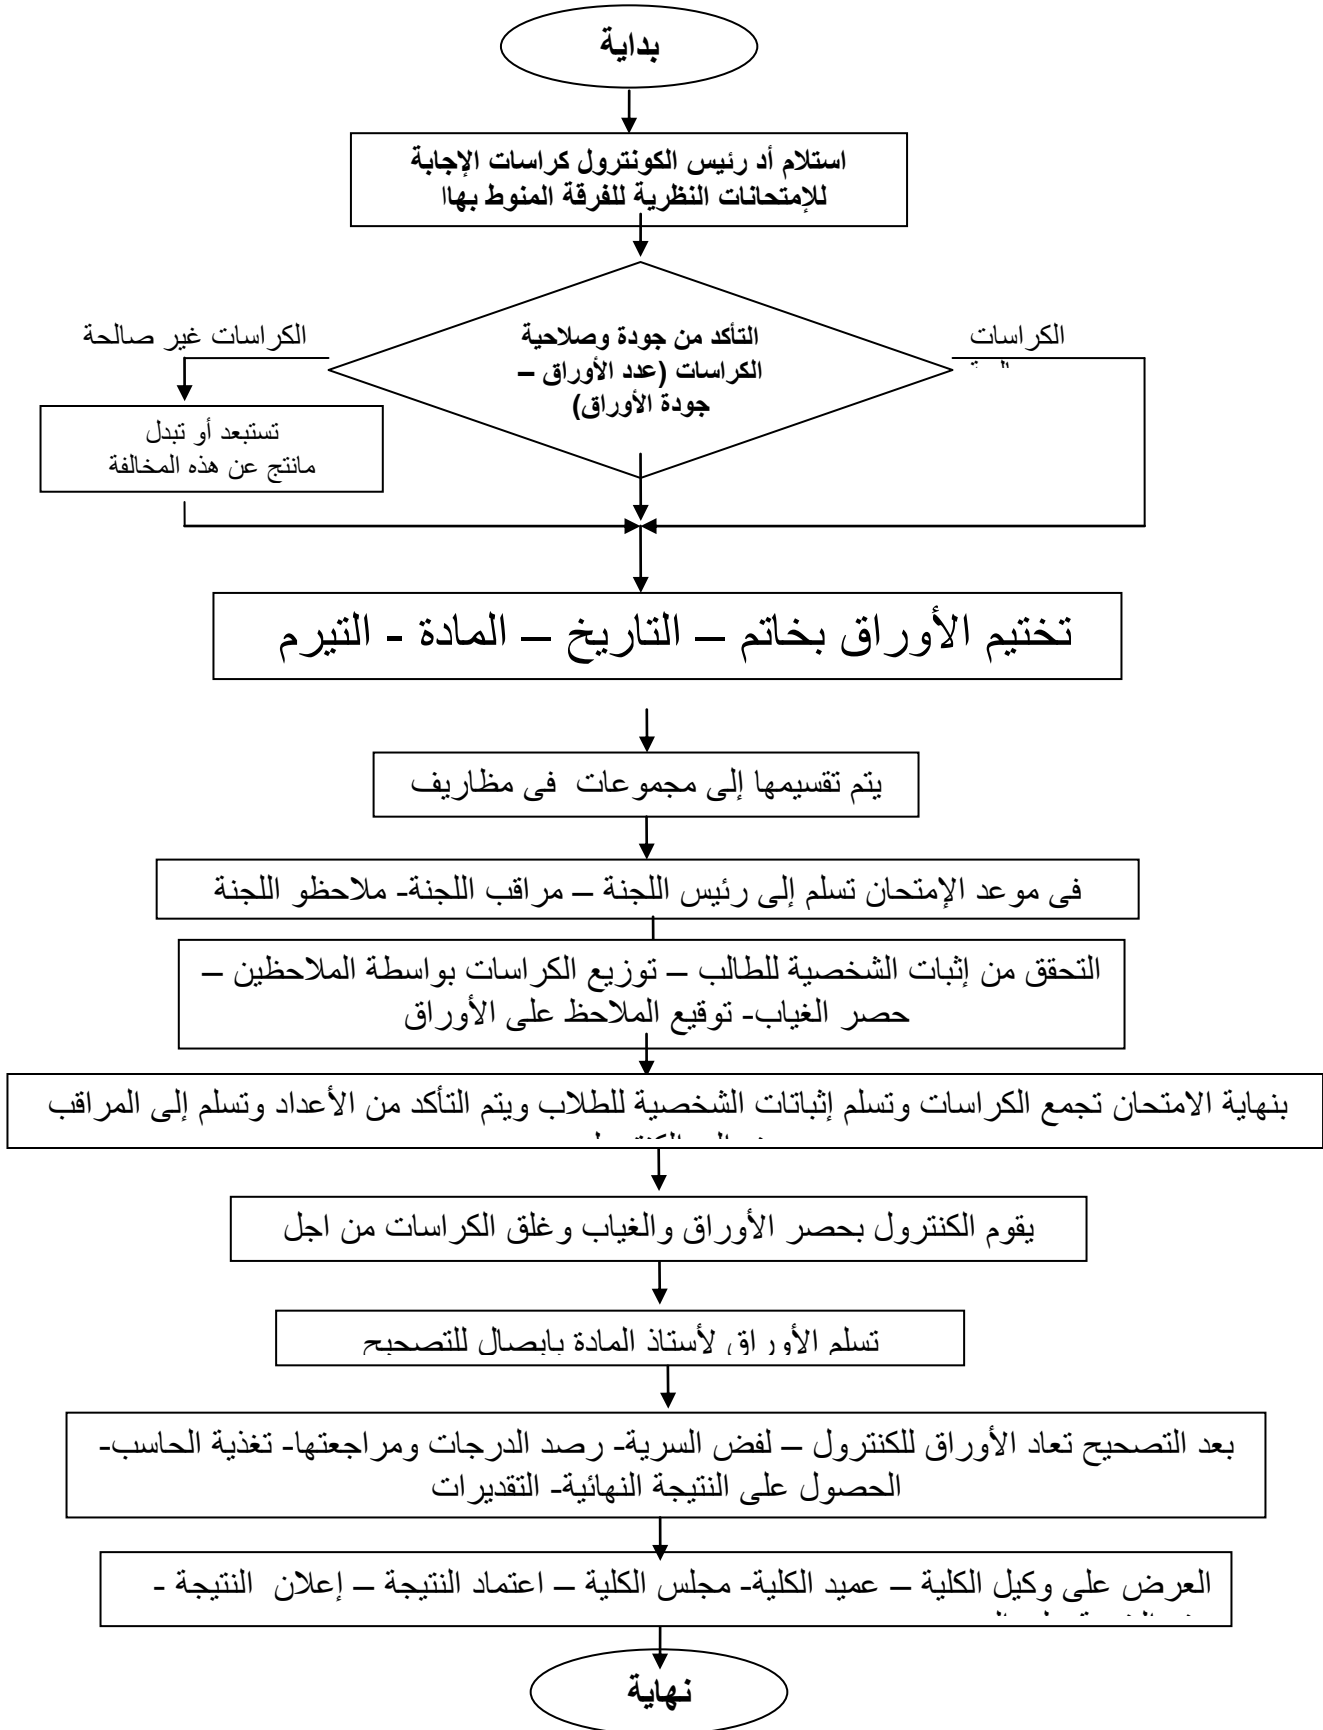 بداية
استلام أد رئيس الكونترول كراسات الإجابة
للإمتحانات النظرية للفرقة المنوط بهاا
الكراسات
التأكد من جودة وصلاحية
الكراسات (عدد الأوراق –
جودة الأوراق)
الكراسات غير صالحة
تستبعد أو تبدل
مانتج عن هذه المخالفة
تختيم الأوراق بخاتم – التاريخ – المادة - التيرم
يتم تقسيمها إلى مجموعات فى مظاريف
فى موعد الإمتحان تسلم إلى رئيس اللجنة – مراقب اللجنة- ملاحظو اللجنة
التحقق من إثبات الشخصية للطالب – توزيع الكراسات بواسطة الملاحظين –
حصر الغياب- توقيع الملاحظ على الأوراق
بنهاية الامتحان تجمع الكراسات وتسلم إثباتات الشخصية للطلاب ويتم التأكد من الأعداد وتسلم إلى المراقب
يقوم الكنترول بحصر الأوراق والغياب وغلق الكراسات من اجل
تسلم الأوراق لأستاذ المادة بإيصال للتصحيح
بعد التصحيح تعاد الأوراق للكنترول – لفض السرية- رصد الدرجات ومراجعتها- تغذية الحاسب-
الحصول على النتيجة النهائية- التقديرات
العرض على وكيل الكلية – عميد الكلية- مجلس الكلية – اعتماد النتيجة – إعلان النتيجة -
نهاية